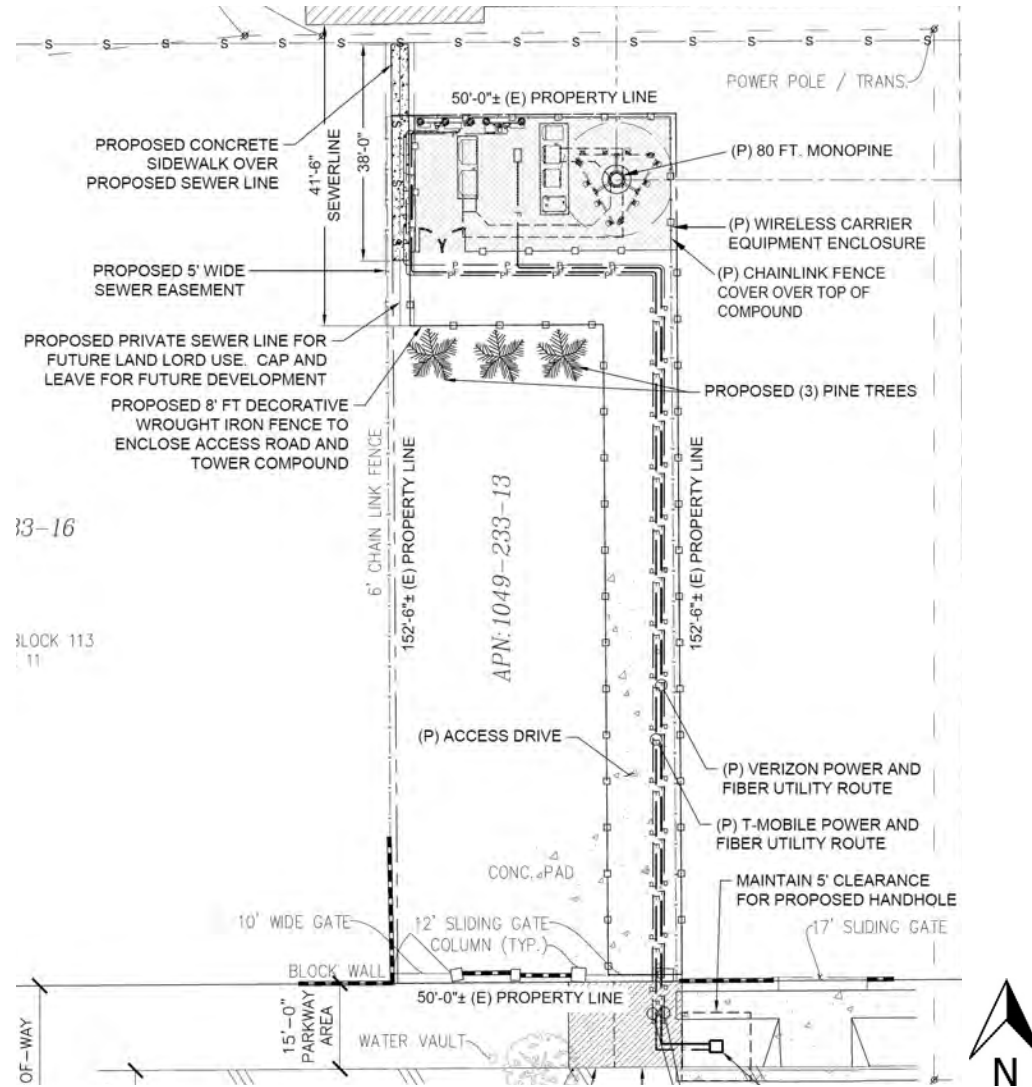 S S S S S S S S S S S S S S
POWER POLE / TRANS.
50'-0"± (E) PROPERTY LINE
PROPOSED CONCRETE
SIDEWALK OVER
PROPOSED SEWER LINE
41'-6"
SEWERLINE
38'-0"
(P) 80 FT. MONOPINE
(P) WIRELESS CARRIER
EQUIPMENT ENCLOSURE
(P) CHAINLINK FENCE
COVER OVER TOP OF
COMPOUND
PROPOSED 5' WIDE
SEWER EASEMENT
PROPOSED PRIVATE SEWER LINE FOR
FUTURE LAND LORD USE. CAP AND
LEAVE FOR FUTURE DEVELOPMENT
PROPOSED (3) PINE TREES
PROPOSED 8' FT DECORATIVE
WROUGHT IRON FENCE TO
ENCLOSE ACCESS ROAD AND
TOWER COMPOUND
6' CHAIN LINK FENCE
152'-6"± (E) PROPERTY LINE
APN: 1049-233-13
152'-6"± (E) PROPERTY LINE
33-16
BLOCK 113
11
(P) ACCESS DRIVE
(P) VERIZON POWER AND
FIBER UTILITY ROUTE
(P) T-MOBILE POWER AND
FIBER UTILITY ROUTE
CONC. PAD
MAINTAIN 5' CLEARANCE
FOR PROPOSED HANDHOLE
10' WIDE GATE
12' SLIDING GATE
COLUMN (TYP.)
17' SLIDING GATE
BLOCK WALL
50'-0"± (E) PROPERTY LINE
OF-WAY
15'-0"
PARKWAY
AREA
WATER VAULT
N